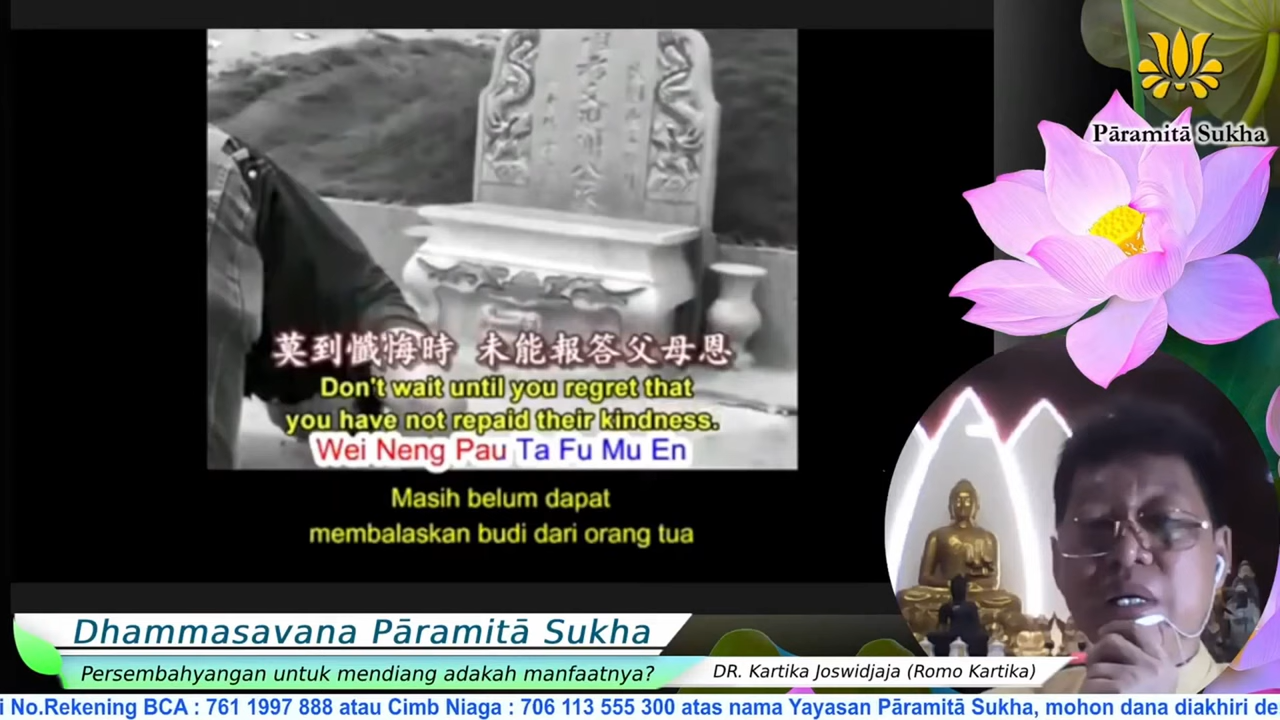 Pāramitā Sukha
莫到懺悔時 未能報答父母恩
Don't wait until you regret that
you have not repaid their kindness.
Wei Neng Pau Ta Fu Mu En
Masih belum dapat
membalaskan budi dari orang tua
Dhammasavana Pāramitā Sukha
Persembahyangan untuk mendiang adakah manfaatnya?
DR. Kartika Joswidjaja (Romo Kartika)
i No.Rekening BCA : 761 1997 888 atau Cimb Niaga : 706 113 555 300 atas nama Yayasan Pāramitā Sukha, mohon dana diakhiri de